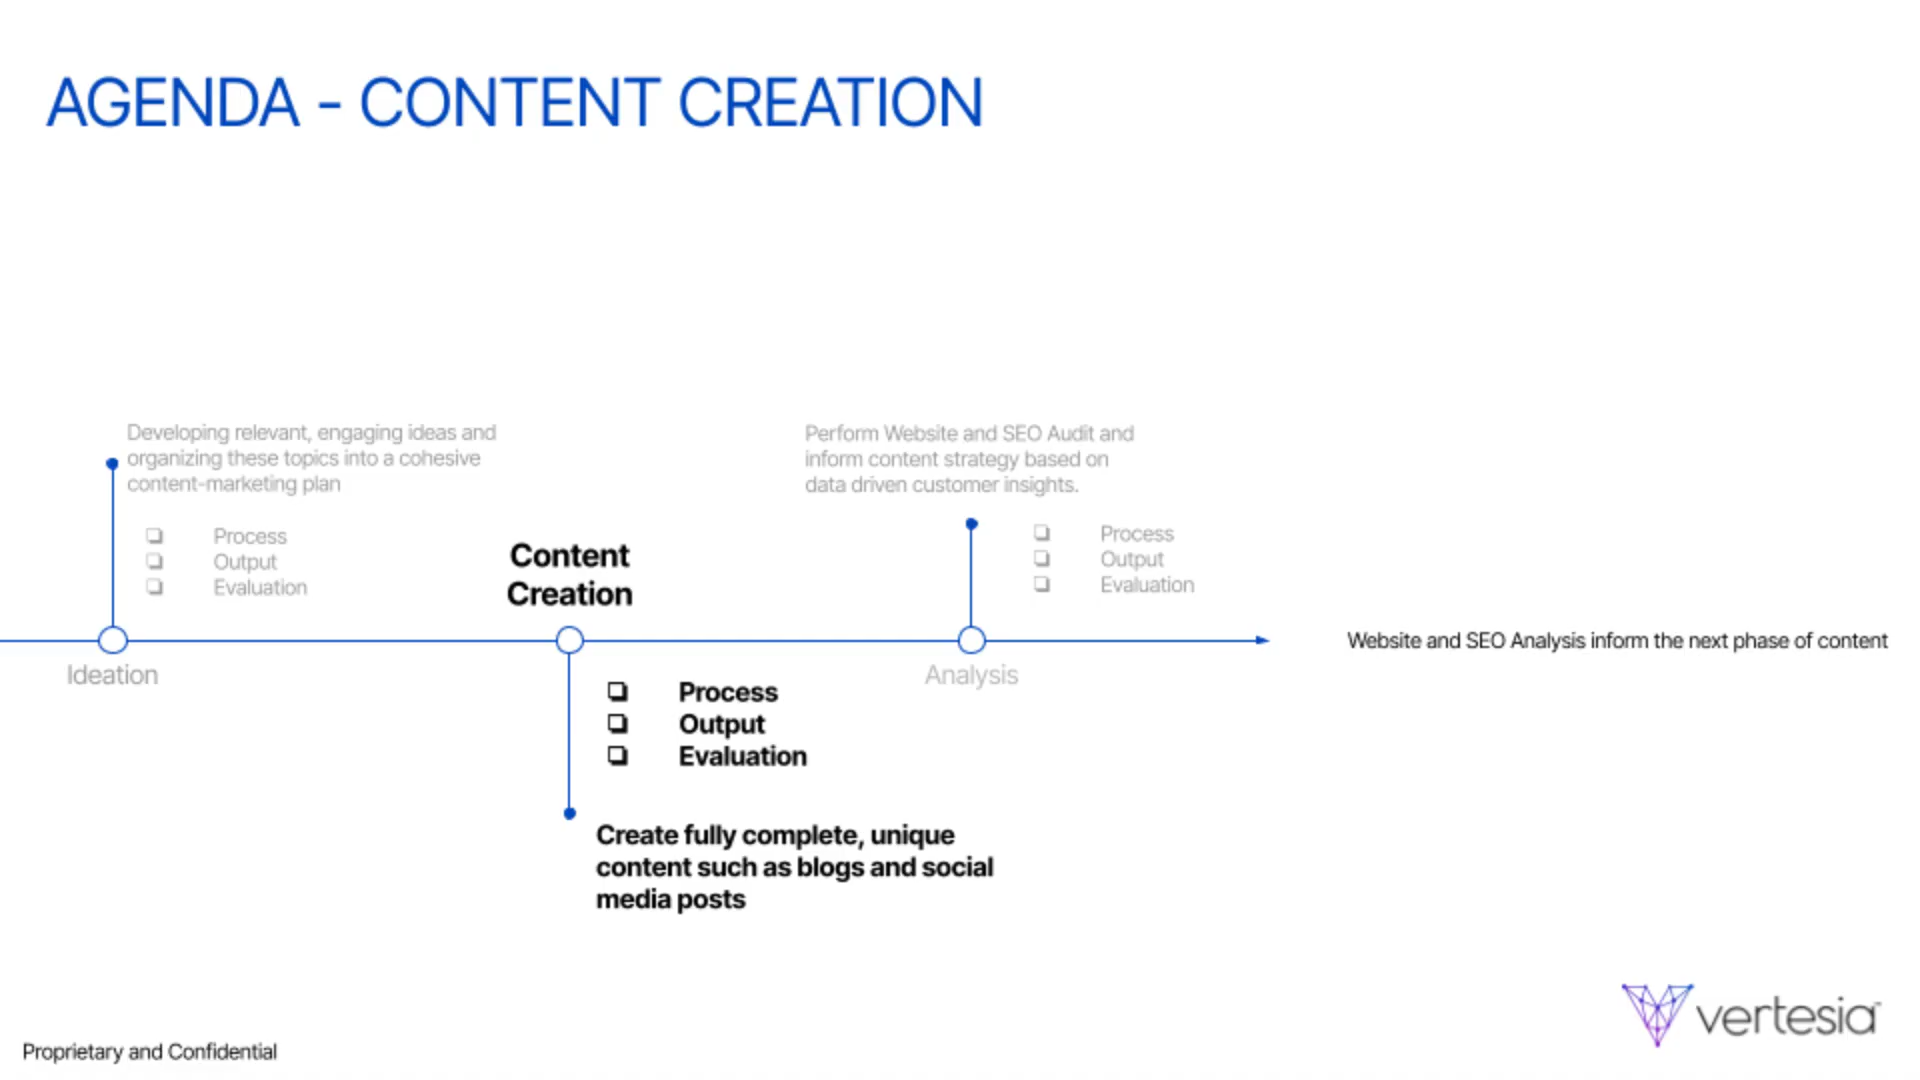 AGENDA - CONTENT CREATION
Developing relevant, engaging ideas and
organizing these topics into a cohesive
content-marketing plan
❏ Process
❏ Output
❏ Evaluation
Ideation
Content
Creation
❏ Process
❏ Output
❏ Evaluation
Create fully complete, unique
content such as blogs and social
media posts
Perform Website and SEO Audit and
inform content strategy based on
data driven customer insights.
❏ Process
❏ Output
❏ Evaluation
Analysis
Website and SEO Analysis inform the next phase of content
Proprietary and Confidential
vertesia™